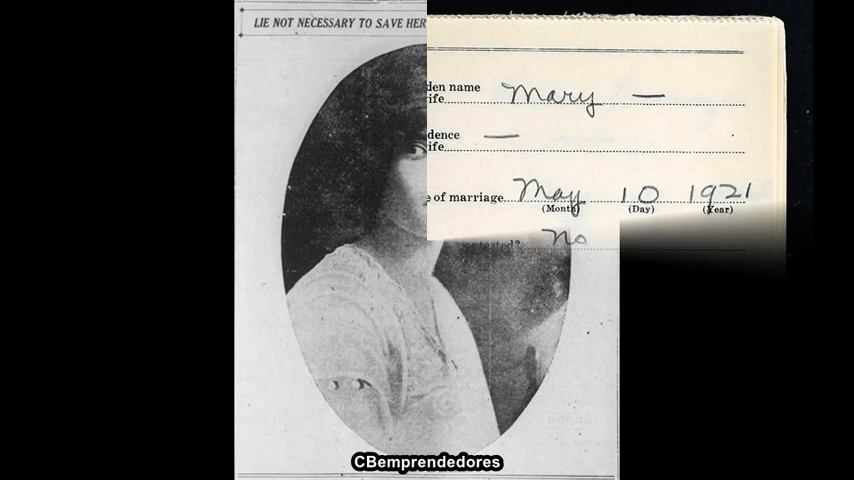 LIE NOT NECESSARY TO SAVE HER
den name
ife Mary —
dence
ife —
e of marriage May 10 1921
(Month) (Day) (Year)
No
CBemprendedores